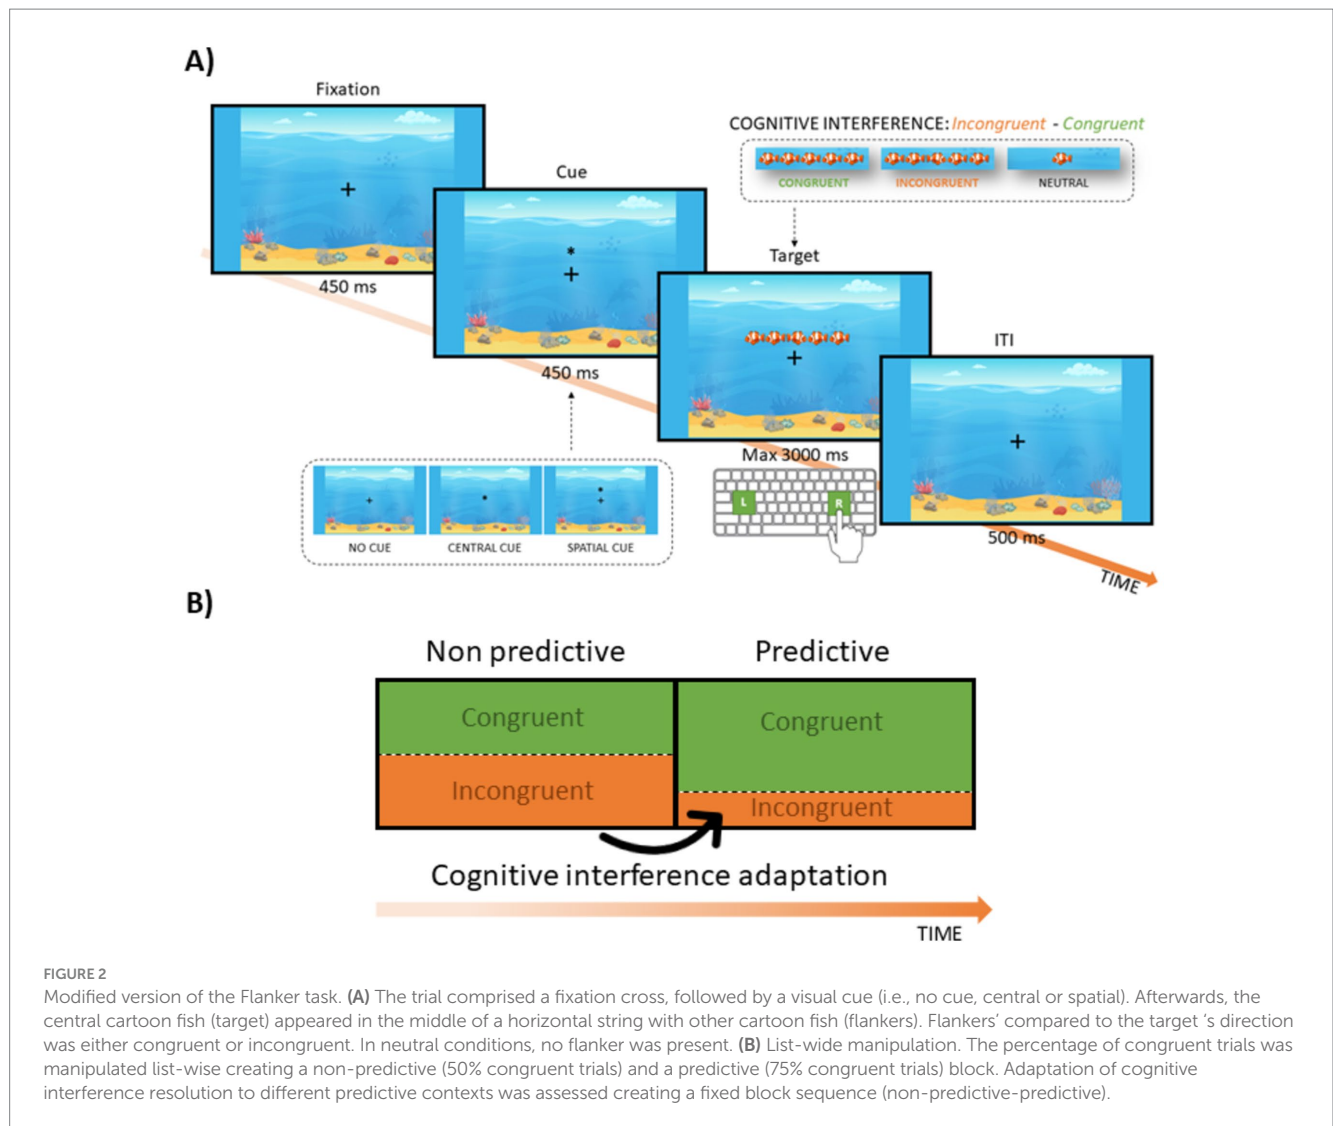 A)
Fixation
450 ms
Cue
*
450 ms
COGNITIVE INTERFERENCE: Incongruent - Congruent
CONGRUENT INCONGRUENT NEUTRAL
Target
Max 3000 ms
L R
ITI
500 ms
TIME
NO CUE CENTRAL CUE SPATIAL CUE
B)
Non predictive Predictive
Congruent Congruent
Incongruent Incongruent
Cognitive interference adaptation
TIME
FIGURE 2
Modified version of the Flanker task. (A) The trial comprised a fixation cross, followed by a visual cue (i.e., no cue, central or spatial). Afterwards, the
central cartoon fish (target) appeared in the middle of a horizontal string with other cartoon fish (flankers). Flankers’ compared to the target ‘s direction
was either congruent or incongruent. In neutral conditions, no flanker was present. (B) List-wide manipulation. The percentage of congruent trials was
manipulated list-wise creating a non-predictive (50% congruent trials) and a predictive (75% congruent trials) block. Adaptation of cognitive
interference resolution to different predictive contexts was assessed creating a fixed block sequence (non-predictive-predictive).